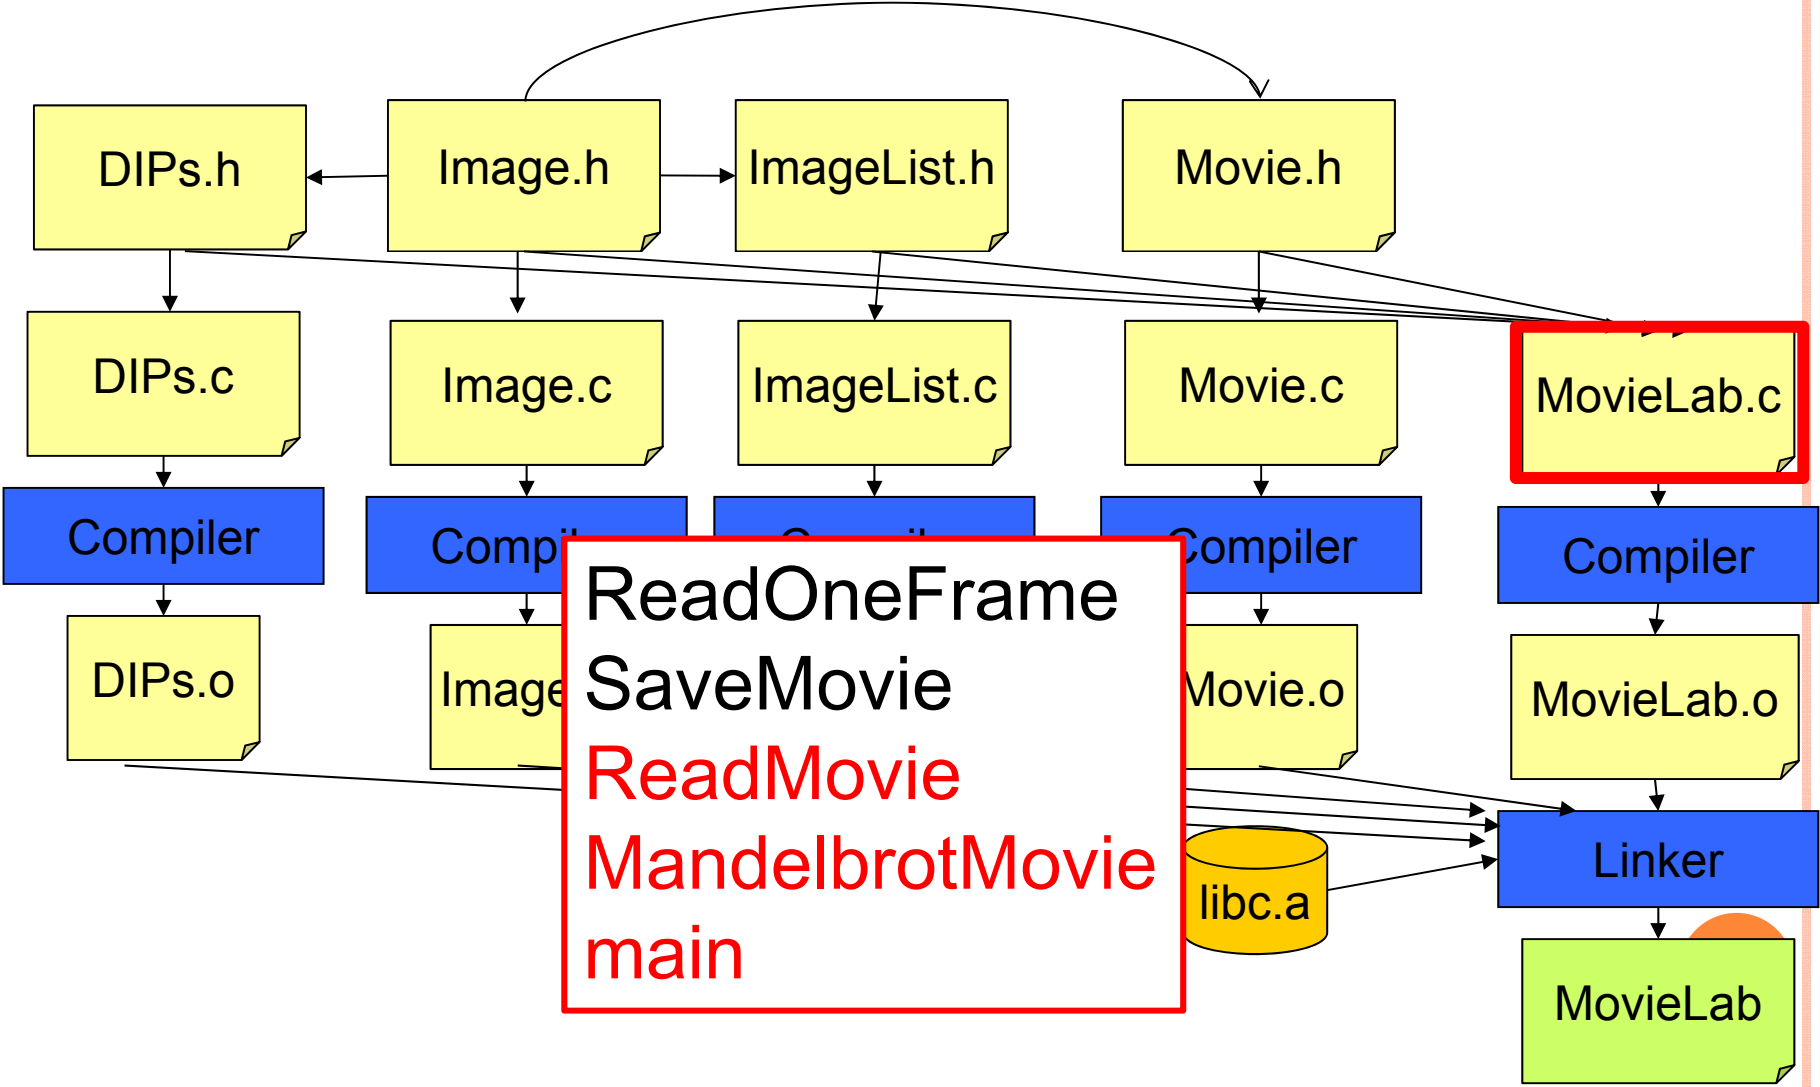 DIPs.h
Image.h
ImageList.h
Movie.h
DIPs.c
Image.c
ImageList.c
Movie.c
MovieLab.c
Compiler
Compiler
Compiler
DIPs.o
Image
Movie.o
MovieLab.o
ReadOneFrame
SaveMovie
ReadMovie
MandelbrotMovie
main
libc.a
Linker
MovieLab